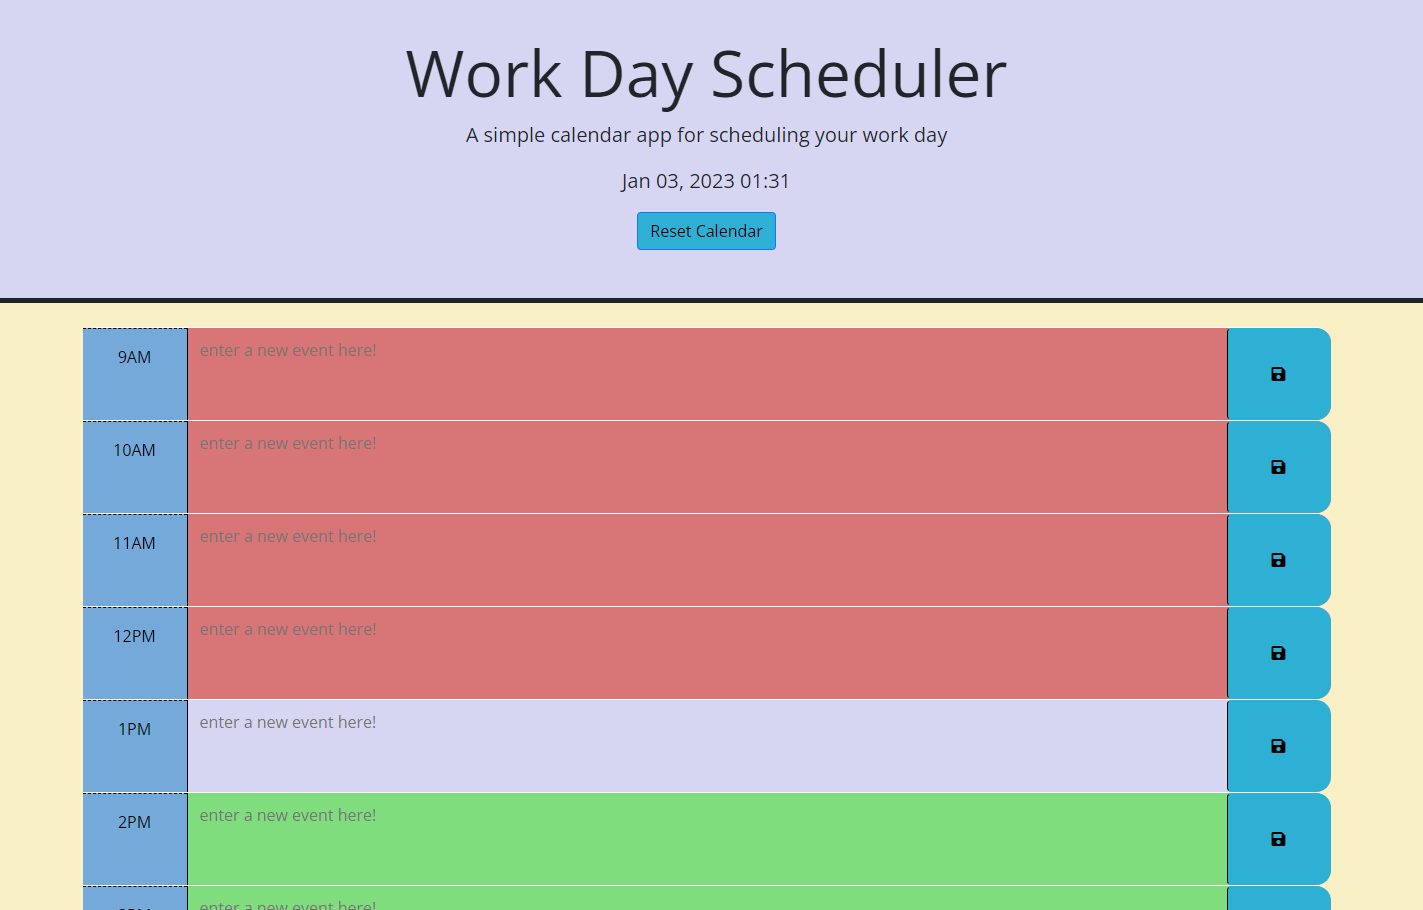 Work Day Scheduler
A simple calendar app for scheduling your work day
Jan 03, 2023 01:31
Reset Calendar
9AM enter a new event here!
10AM enter a new event here!
11AM enter a new event here!
12PM enter a new event here!
1PM enter a new event here!
2PM enter a new event here!
enter a new event here!